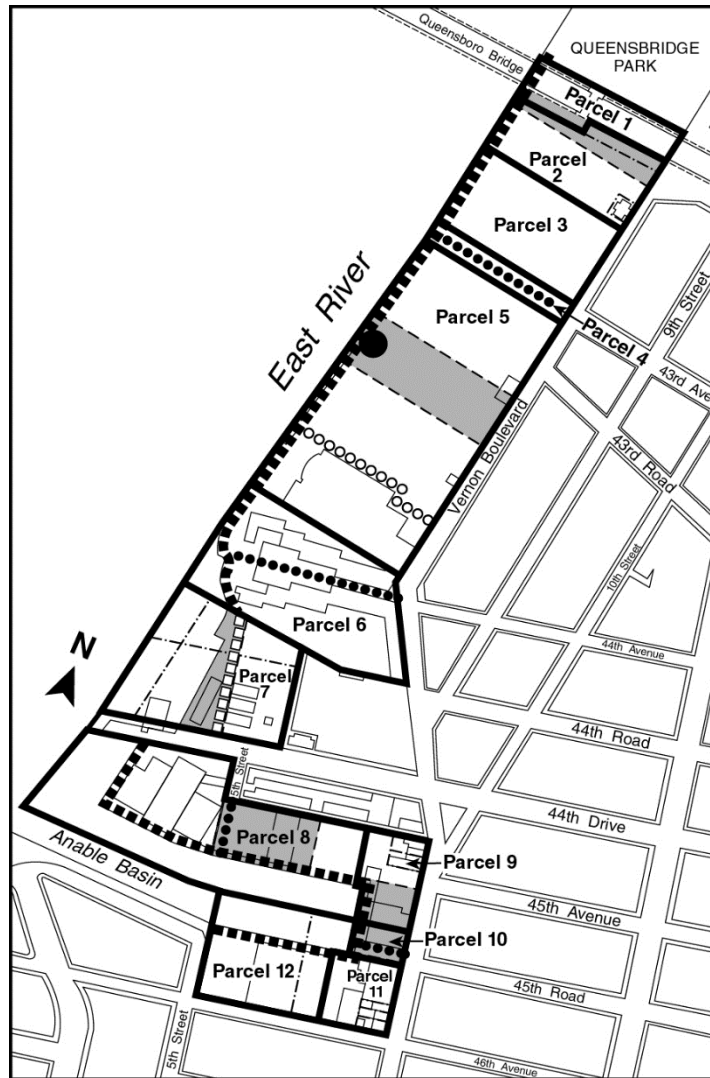 QUEENSBRIDGE
PARK
Queensboro Bridge
Parcel 1
Parcel
2
Parcel 3
East River
Parcel 5
Parcel 4
9th Street
43rd Ave
43rd Road
Vernon Boulevard
10th Street
Parcel 6
44th Avenue
N
Parcel
7
44th Road
5th Street
44th Drive
Parcel 8
Anable Basin
Parcel 9
45th Avenue
Parcel 10
Parcel 12
Parcel
11
45th Road
5th Street
46th Avenue